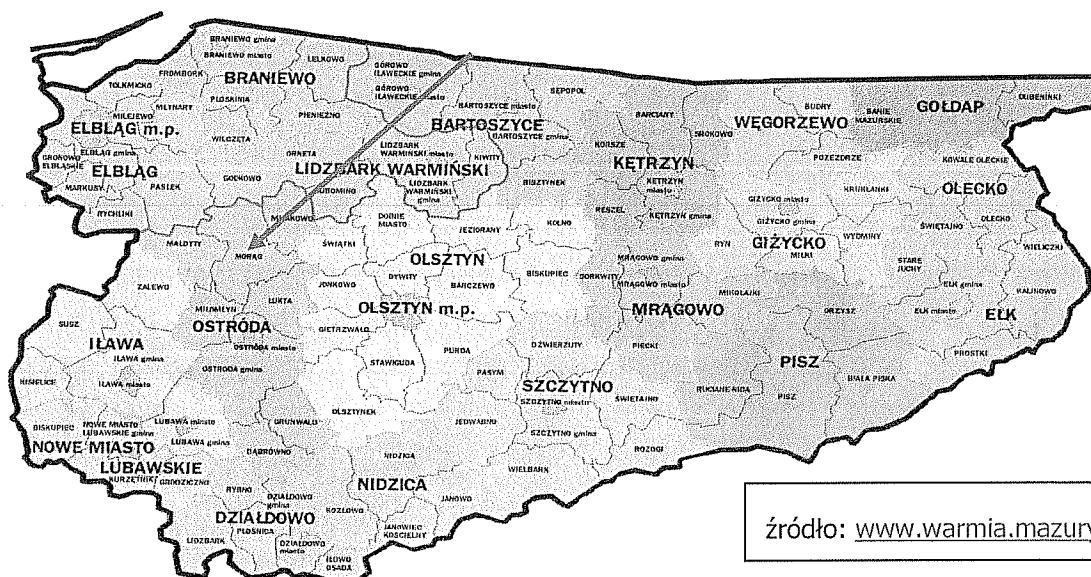 BRANIEWO gmina
BRANIEWO miasto
LELKOWO
GÓROWO
IŁAWECKIE gmina
FROMBORK
BRANIEWO
TOLKMICKO
PŁOSKINIA
GÓROWO
IŁAWECKIE miasto
SĘPOPOL
MŁYNARY
MILEJEWO
PIENIĘŻNO
BARTOSZYCE miasto
BARCIANY
BUDRY
BANIE
MAZURSKIE
GOŁDAP
DUBENINKI
ELBLĄG m.p.
BARTOSZYCE
BARTOSZYCE gmina
SROKOWO
WĘGORZEWO
ELBLĄG gmina
WILCZĘTA
ORNETA
LIDZBARK
WARMIŃSKI miasto
KORSZE
GRONOWO
ELBLĄSKIE
ELBLĄG
LIDZBARK WARMIŃSKI
KIWITY
KĘTRZYN
POZEZDRZE
KOWALE OLECKIE
MARKUSY
PASŁĘK
GODKOWO
LUBOMINO
LIDZBARK
WARMIŃSKI
gmina
BISZTYNEK
KĘTRZYN
miasto
KRUKLANKI
OLECKO
RYCHLIKI
MIŁAKOWO
DOBRE
MIASTO
JEZIORANY
KOLNO
RESZEL
KĘTRZYN gmina
GIŻYCKO miasto
GIŻYCKO gmina
ŚWIĘTAJNO
OLECKO
MAŁDYTY
MORĄG
ŚWIĄTKI
OLSZTYN
RYN
GIŻYCKO
MIŁKI
WYDMINY
WIELICZKI
ZALEWO
JONKOWO
DYWITY
BARCZEWO
BISKUPIEC
SORKWITY
MRĄGOWO gmina
MRĄGOWO miasto
STARE
JUCHY
EŁK gmina
KALINOWO
MIŁOMŁYN
ŁUKTA
OLSZTYN m.p.
MRĄGOWO
MIKOŁAJKI
ORZYSZ
EŁK miasto
EŁK
SUSZ
OSTRÓDA
GIETRZWAŁD
IŁAWA
OSTRÓDA miasto
STAWIGUDA
PURDA
DŹWIERZUTY
PIECKI
PROSTKI
IŁAWA gmina
OSTRÓDA gmina
PASYM
PISZ
KISIELICE
IŁAWA miasto
SZCZYTNO
SZCZYTNO miasto
ŚWIĘTAJNO
RUCIANE-NIDA
PISZ
BIAŁA PISKA
BISKUPIEC
NOWE MIASTO
LUBAWSKIE gmina
LUBAWA miasto
LUBAWA gmina
GRUNWALD
OLSZTYNEK
JEDWABNO
SZCZYTNO gmina
NOWE MIASTO
LUBAWSKIE
DĄBRÓWNO
NIDZICA
ROZOGI
KURZĘTNIK
GRODZICZNO
WIELBARK
RYBNO
DZIAŁDOWO
gmina
KOZŁOWO
NIDZICA
JANOWO
DZIAŁDOWO
PŁOŚNICA
LIDZBARK
DZIAŁDOWO
miasto
IŁOWO
OSADA
JANOWIEC
KOŚCIELNY
źródło: www.warmia.mazury